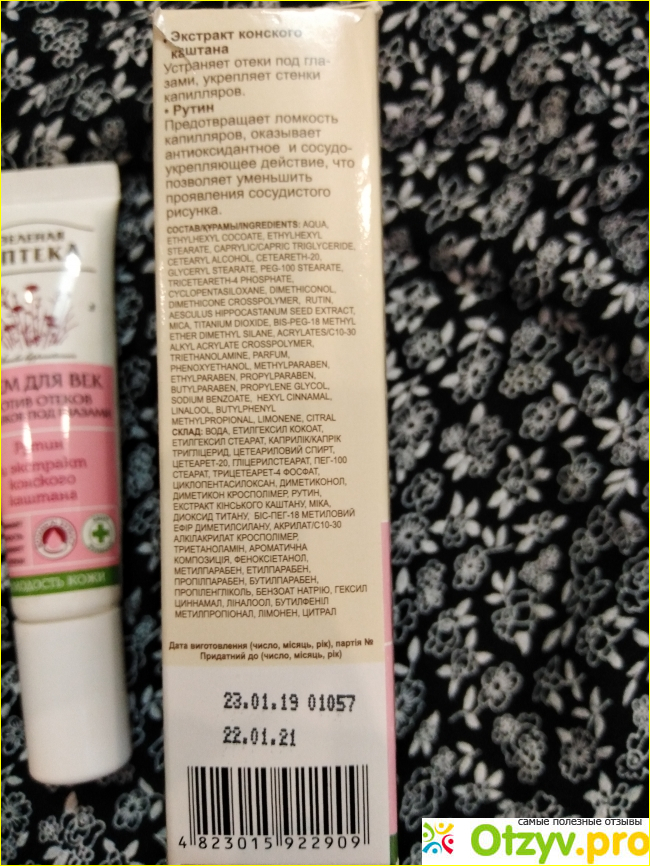 • Экстракт конского
каштана
Устраняет отеки под гла-
зами, укрепляет стенки
капилляров.
• Рутин
Предотвращает ломкость
капилляров, оказывает
антиоксидантное и сосудо-
укрепляющее действие, что
позволяет уменьшить
проявления сосудистого
рисунка.
СОСТАВ/ҚҰРАМЫ/INGREDIENTS: AQUA,
ETHYLHEXYL COCOATE, ETHYLHEXYL
STEARATE, CAPRYLIC/CAPRIC TRIGLYCERIDE,
CETEARYL ALCOHOL, CETEARETH-20,
GLYCERYL STEARATE, PEG-100 STEARATE,
TRICETEARETH-4 PHOSPHATE,
CYCLOPENTASILOXANE, DIMETHICONOL,
DIMETHICONE CROSSPOLYMER, RUTIN,
AESCULUS HIPPOCASTANUM SEED EXTRACT,
MICA, TITANIUM DIOXIDE, BIS-PEG-18 METHYL
ETHER DIMETHYL SILANE, ACRYLATES/C10-30
ALKYL ACRYLATE CROSSPOLYMER,
TRIETHANOLAMINE, PARFUM,
PHENOXYETHANOL, METHYLPARABEN,
ETHYLPARABEN, PROPYLPARABEN,
BUTYLPARABEN, PROPYLENE GLYCOL,
SODIUM BENZOATE, HEXYL CINNAMAL,
LINALOOL, BUTYLPHENYL
METHYLPROPIONAL, LIMONENE, CITRAL
СКЛАД: ВОДА, ЕТИЛГЕКСИЛ КОКОАТ,
ЕТИЛГЕКСИЛ СТЕАРАТ, КАПРИЛІК/КАПРІК
ТРИГЛІЦЕРИД, ЦЕТЕАРИЛОВИЙ СПИРТ,
ЦЕТЕАРЕТ-20, ГЛІЦЕРИЛСТЕАРАТ, ПЕГ-100
СТЕАРАТ, ТРИЦЕТЕАРЕТ-4 ФОСФАТ,
ЦИКЛОПЕНТАСИЛОКСАН, ДИМЕТИКОНОЛ,
ДИМЕТИКОН КРОСПОЛІМЕР, РУТИН,
ЕКСТРАКТ КІНСЬКОГО КАШТАНУ, МІКА,
ДИОКСИД ТИТАНУ, БІС-ПЕГ-18 МЕТИЛОВИЙ
ЕФІР ДИМЕТИЛСИЛАНУ, АКРИЛАТ/C10-30
АЛКІЛАКРИЛАТ КРОСПОЛІМЕР,
ТРИЕТАНОЛАМІН, АРОМАТИЧНА
КОМПОЗИЦІЯ, ФЕНОКСІЕТАНОЛ,
МЕТИЛПАРАБЕН, ЕТИЛПАРАБЕН,
ПРОПІЛПАРАБЕН, БУТИЛПАРАБЕН,
ПРОПІЛЕНГЛІКОЛЬ, БЕНЗОАТ НАТРІЮ, ГЕКСИЛ
ЦИННАМАЛ, ЛІНАЛООЛ, БУТИЛФЕНІЛ
МЕТИЛПРОПІОНАЛ, ЛІМОНЕН, ЦИТРАЛ
Дата виготовлення (число, місяць, рік), партія №
Придатний до (число, місяць, рік)
23.01.19 01057
22.01.21
4 823015 922909
ЗЕЛЕНАЯ
ПТЕКА
ЕМ ДЛЯ ВЕК
ОТИВ ОТЕКОВ
КОВ ПОД ГЛАЗАМИ
Рутин
и экстракт
конского
каштана
ЛОДОСТЬ КОЖИ
самые полезные отзывы
Otzyv.pro